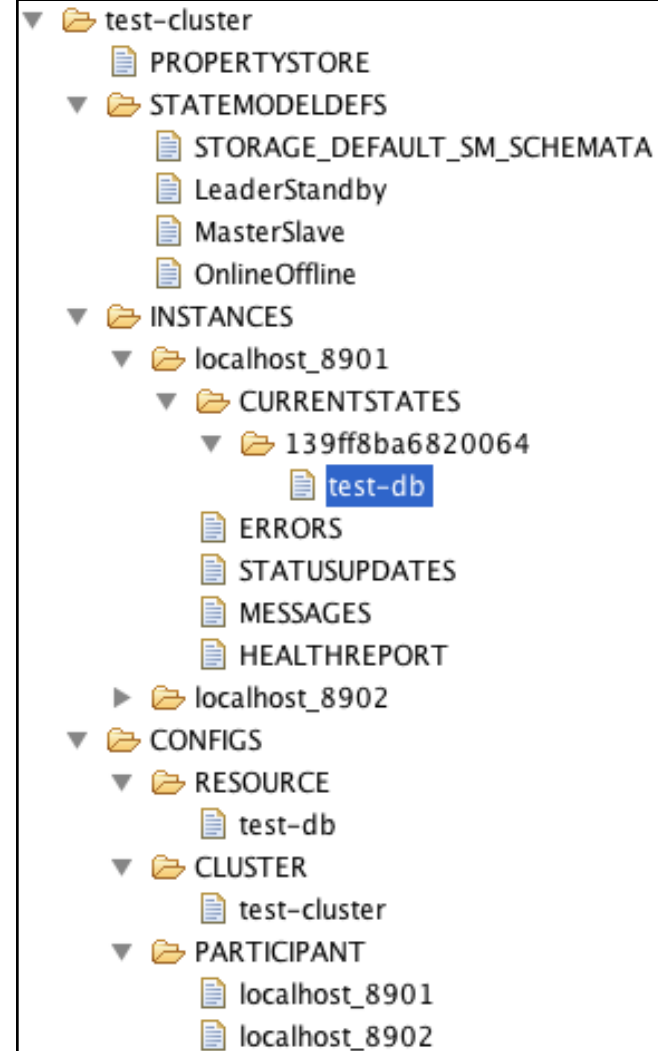 test-cluster
PROPERTYSTORE
STATEMODELDEFS
STORAGE_DEFAULT_SM_SCHEMATA
LeaderStandby
MasterSlave
OnlineOffline
INSTANCES
localhost_8901
CURRENTSTATES
139ff8ba6820064
test-db
ERRORS
STATUSUPDATES
MESSAGES
HEALTHREPORT
localhost_8902
CONFIGS
RESOURCE
test-db
CLUSTER
test-cluster
PARTICIPANT
localhost_8901
localhost_8902